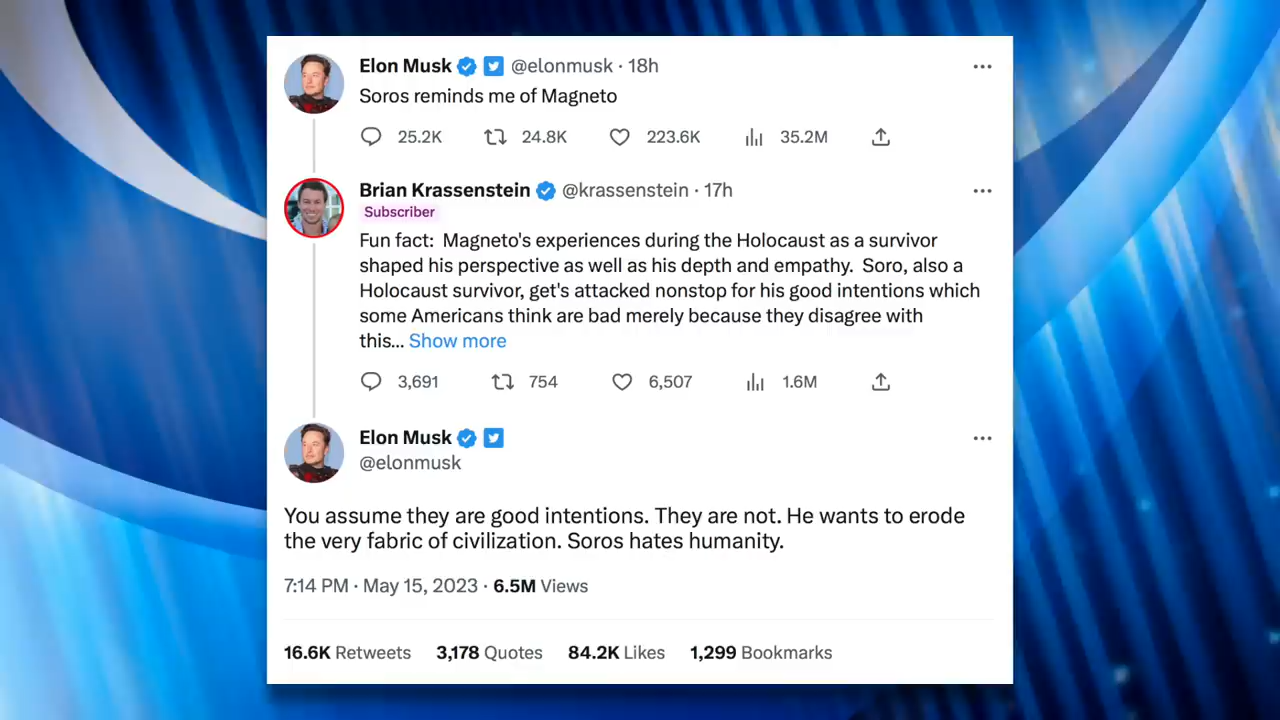 Elon Musk @elonmusk · 18h
Soros reminds me of Magneto
25.2K 24.8K 223.6K 35.2M
Brian Krassenstein @krassenstein · 17h
Subscriber
Fun fact:  Magneto's experiences during the Holocaust as a survivor
shaped his perspective as well as his depth and empathy.  Soro, also a
Holocaust survivor, get's attacked nonstop for his good intentions which
some Americans think are bad merely because they disagree with
this... Show more
3,691 754 6,507 1.6M
Elon Musk
@elonmusk
You assume they are good intentions. They are not. He wants to erode
the very fabric of civilization. Soros hates humanity.
7:14 PM · May 15, 2023 · 6.5M Views
16.6K Retweets 3,178 Quotes 84.2K Likes 1,299 Bookmarks